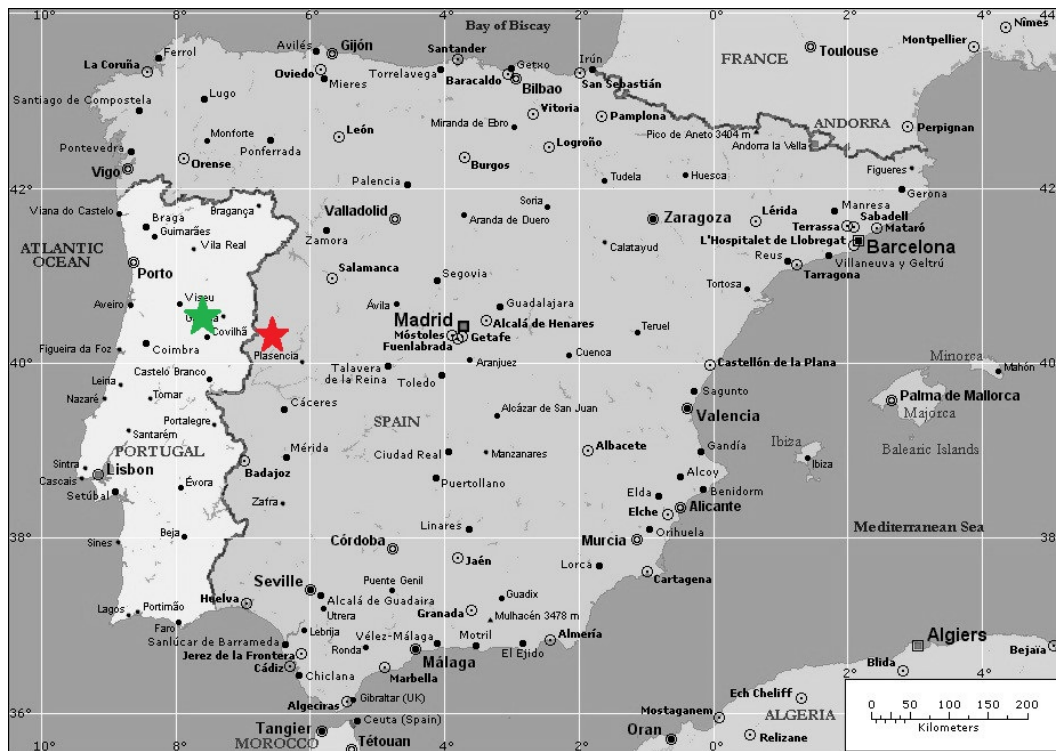 10°
8°
6°
4°
2°
0°
2°
4°
44
Bay of Biscay
Nîmes
Ferrol
Avilés
Gijón
Santander
Getxo
Irún
Toulouse
Montpellier
La Coruña
Oviedo
Mieres
Torrelavega
Baracaldo
Bilbao
San Sebastián
FRANCE
Lugo
Santiago de Compostela
Vitoria
Pamplona
ANDORRA
Perpignan
León
Miranda de Ebro
Pico de Aneto 3404 m
Andorra la Vella
Monforte
Ponferrada
Pontevedra
Orense
Logroño
Burgos
Vigo
Figueres
Huesca
Tudela
42°
42°
Palencia
Gerona
Viana do Castelo
Bragança
Braga
Guimarães
Valladolid
Soria
Aranda de Duero
Zaragoza
Lérida
Manresa
Sabadell
Terrassa
Mataró
Zamora
ATLANTIC
OCEAN
Vila Real
Calatayud
L'Hospitalet de Llobregat
Barcelona
Porto
Reus
Villanueva y Geltrú
Tarragona
Salamanca
Segovia
Tortosa
Aveiro
Viseu
Ávila
Guadalajara
Madrid
Alcalá de Henares
Covilhã
Móstoles
Getafe
Fuenlabrada
Teruel
Figueira da Foz
Coimbra
Plasencia
Talavera
de la Reina
Aranjuez
Cuenca
Castellón de la Plana
Minorca
Mahón
40°
40°
Castelo Branco
Toledo
Leiria
Nazaré
Tomar
Sagunto
Palma de Mallorca
Majorca
Cáceres
SPAIN
Alcázar de San Juan
Valencia
Portalegre
Santarém
Mérida
Albacete
Gandía
Ibiza
Balearic Islands
PORTUGAL
Ciudad Real
Manzanares
Sintra
Lisbon
Badajoz
Ibiza
Cascais
Setúbal
Évora
Puertollano
Alcoy
Benidorm
Zafra
Elda
Alicante
Elche
Linares
Orihuela
Mediterranean Sea
Beja
Sines
38°
38°
Córdoba
Murcia
Jaén
Lorca
Cartagena
Seville
Puente Genil
Guadix
Huelva
Alcalá de Guadaira
Utrera
Granada
Mulhacén 3478 m
Lagos
Portimão
Faro
Lebrija
Vélez-Málaga
Motril
Almería
Sanlúcar de Barrameda
Ronda
Málaga
El Ejido
Jerez de la Frontera
Cádiz
Marbella
Chiclana
Algiers
Bejaïa
Blida
Gibraltar (UK)
Algeciras
Ech Cheliff
36°
Ceuta (Spain)
Mostaganem
ALGERIA
Tangier
MOROCCO
Tétouan
Oran
Relizane
0
50
100
150
200
Kilometers
10°
8°
6°
4°
2°
0°
2°
4°